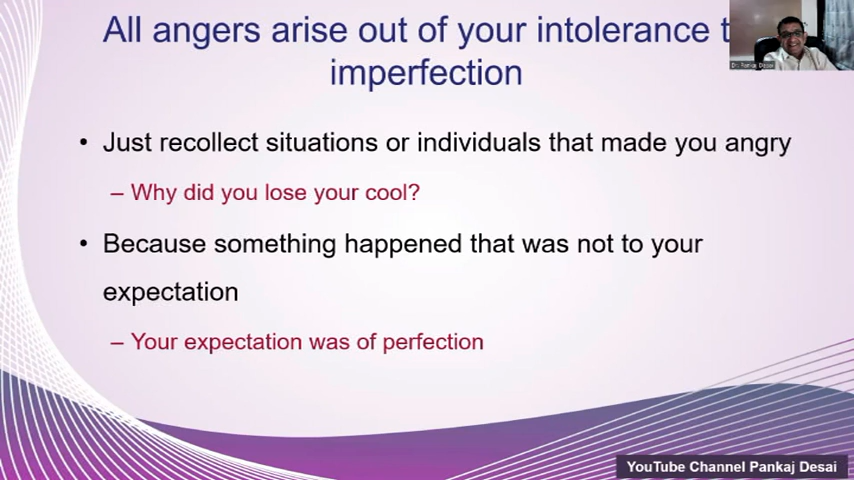 All angers arise out of your intolerance t
imperfection
Just recollect situations or individuals that made you angry
– Why did you lose your cool?
Because something happened that was not to your
expectation
– Your expectation was of perfection
YouTube Channel Pankaj Desai